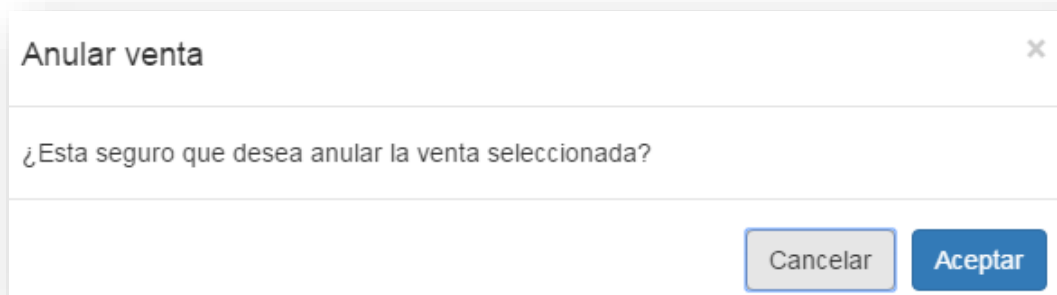 Anular venta
×
¿Esta seguro que desea anular la venta seleccionada?
Cancelar
Aceptar